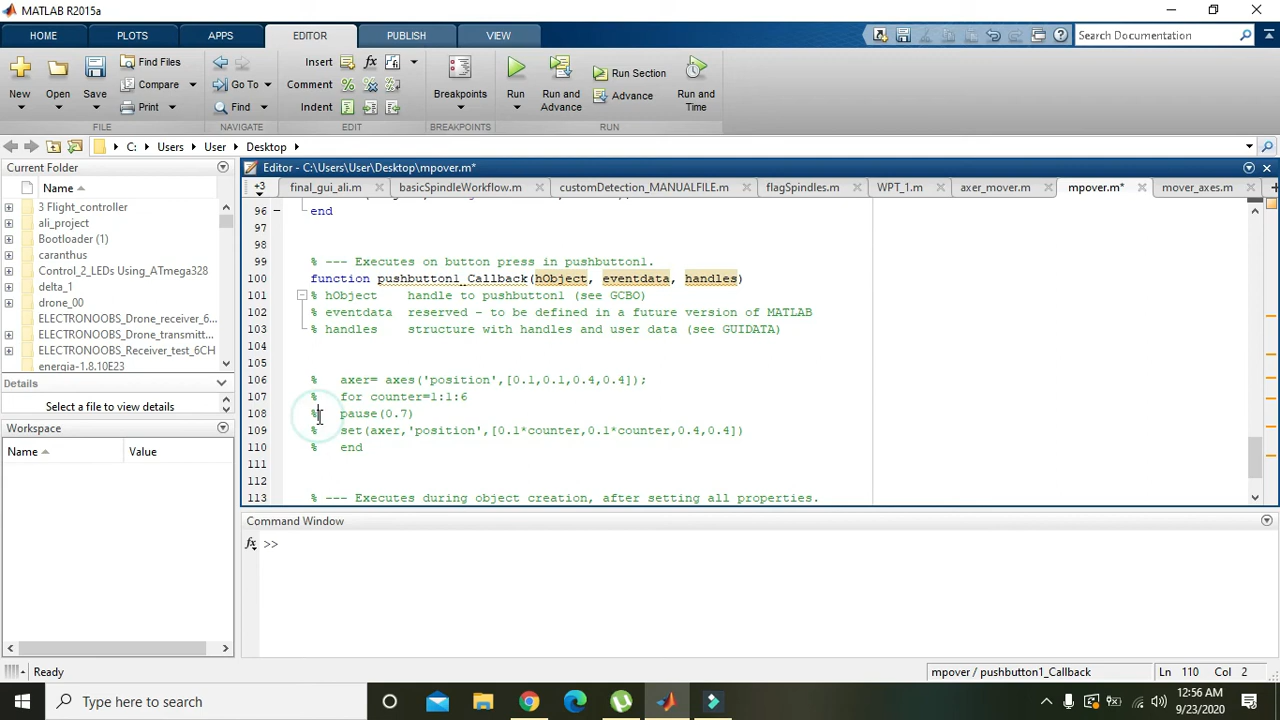 MATLAB R2015a
HOME PLOTS APPS EDITOR PUBLISH VIEW
Search Documentation
New Open Save Find Files Compare Print
Go To Find
Insert Comment Indent
Breakpoints
Run Run and Advance Run Section Advance Run and Time
FILE NAVIGATE EDIT BREAKPOINTS RUN
C: Users User Desktop
Current Folder
Name
3 Flight_controller
ali_project
Bootloader (1)
caranthus
Control_2_LEDs Using_ATmega328
delta_1
drone_00
ELECTRONOOBS_Drone_receiver_6...
ELECTRONOOBS_Drone_transmitt...
ELECTRONOOBS_Receiver_test_6CH
energia-1.8.10E23
Details
Select a file to view details
Workspace
Name Value
Editor - C:\Users\User\Desktop\mpover.m*
+3 final_gui_ali.m basicSpindleWorkflow.m customDetection_MANUALFILE.m flagSpindles.m WPT_1.m axer_mover.m mpover.m* mover_axes.m
96 end
97
98
99 % --- Executes on button press in pushbutton1.
100 function pushbutton1_Callback(hObject, eventdata, handles)
101 % hObject handle to pushbutton1 (see GCBO)
102 % eventdata reserved - to be defined in a future version of MATLAB
103 % handles structure with handles and user data (see GUIDATA)
104
105
106 % axer= axes('position',[0.1,0.1,0.4,0.4]);
107 % for counter=1:1:6
108 % pause(0.7)
109 % set(axer,'position',[0.1*counter,0.1*counter,0.4,0.4])
110 % end
111
112
113 % --- Executes during object creation, after setting all properties.
Command Window
fx >>
Ready
mpover / pushbutton1_Callback Ln 110 Col 2
Type here to search
12:56 AM
9/23/2020